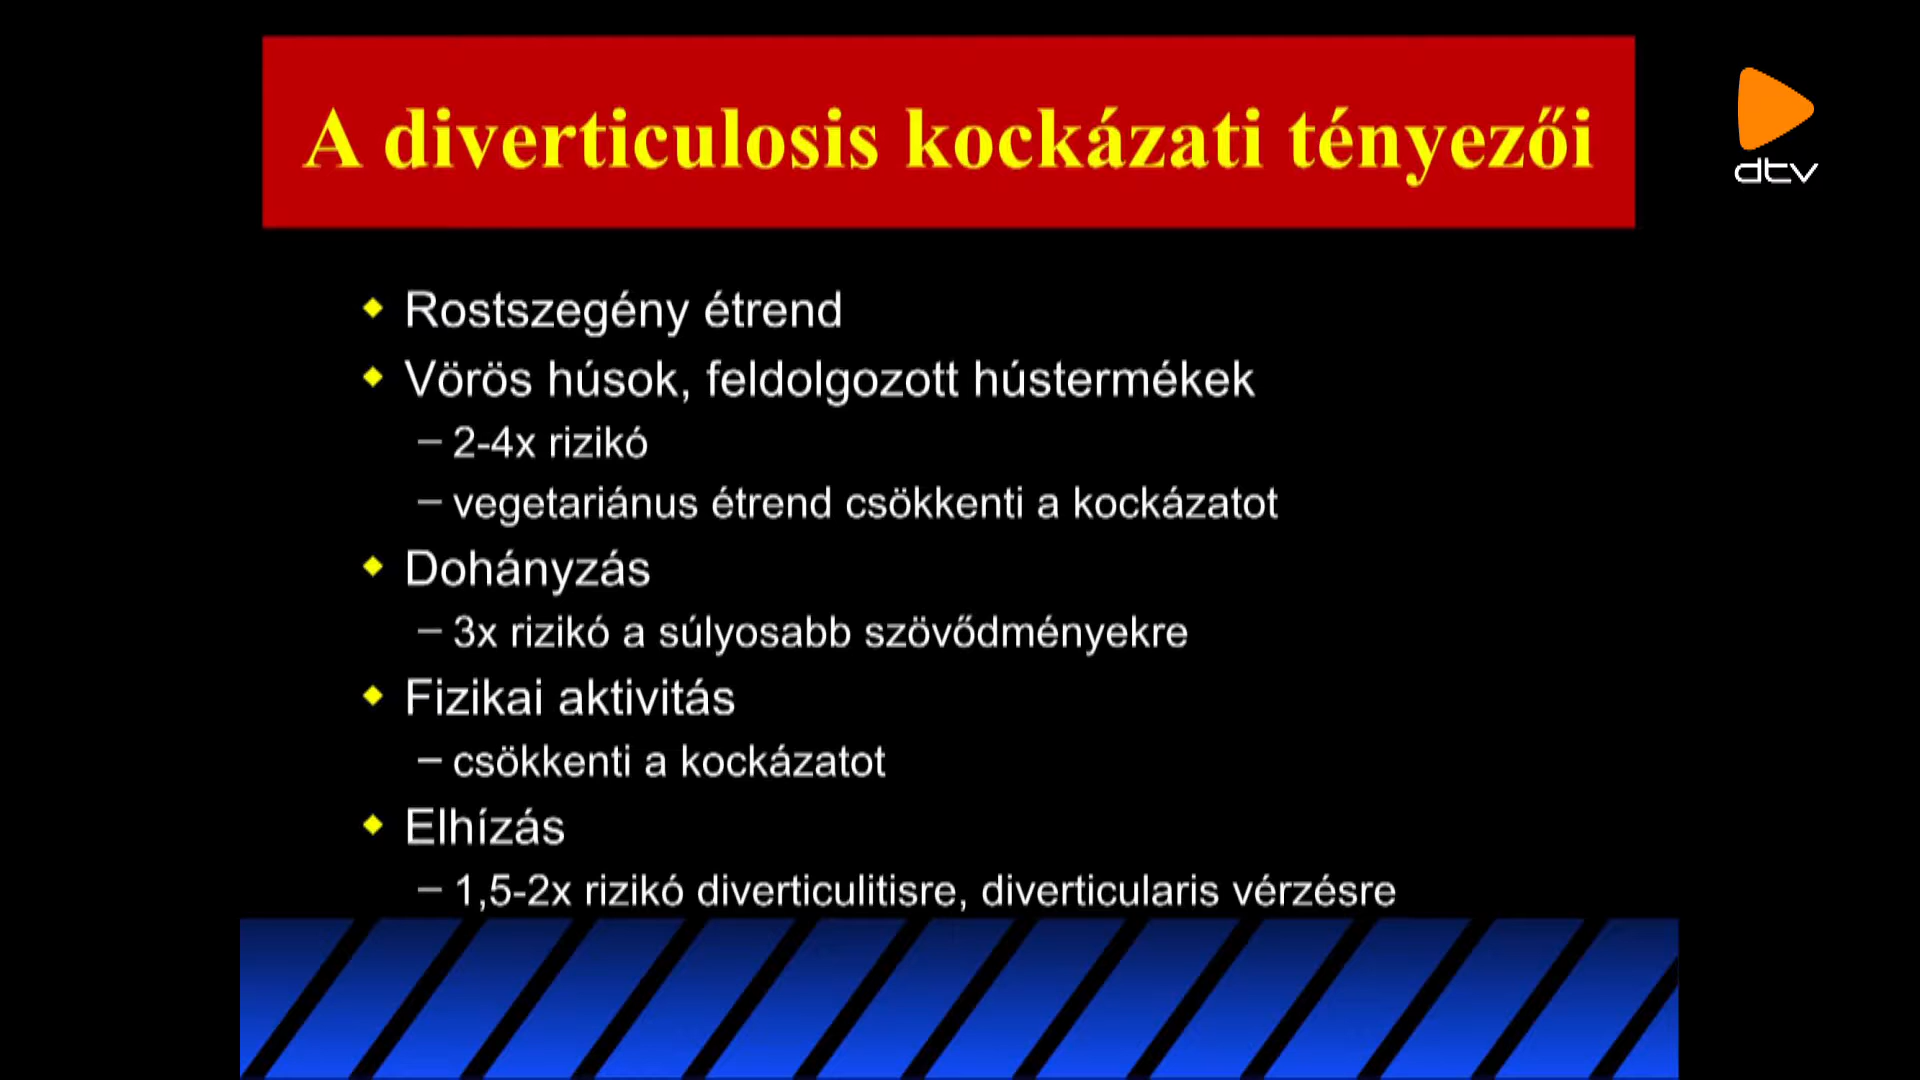 A diverticulosis kockázati tényezői
dtv
Rostszegény étrend
Vörös húsok, feldolgozott hústermékek
– 2-4x rizikó
– vegetariánus étrend csökkenti a kockázatot
Dohányzás
– 3x rizikó a súlyosabb szövődményekre
Fizikai aktivitás
– csökkenti a kockázatot
Elhízás
– 1,5-2x rizikó diverticulitisre, diverticularis vérzésre